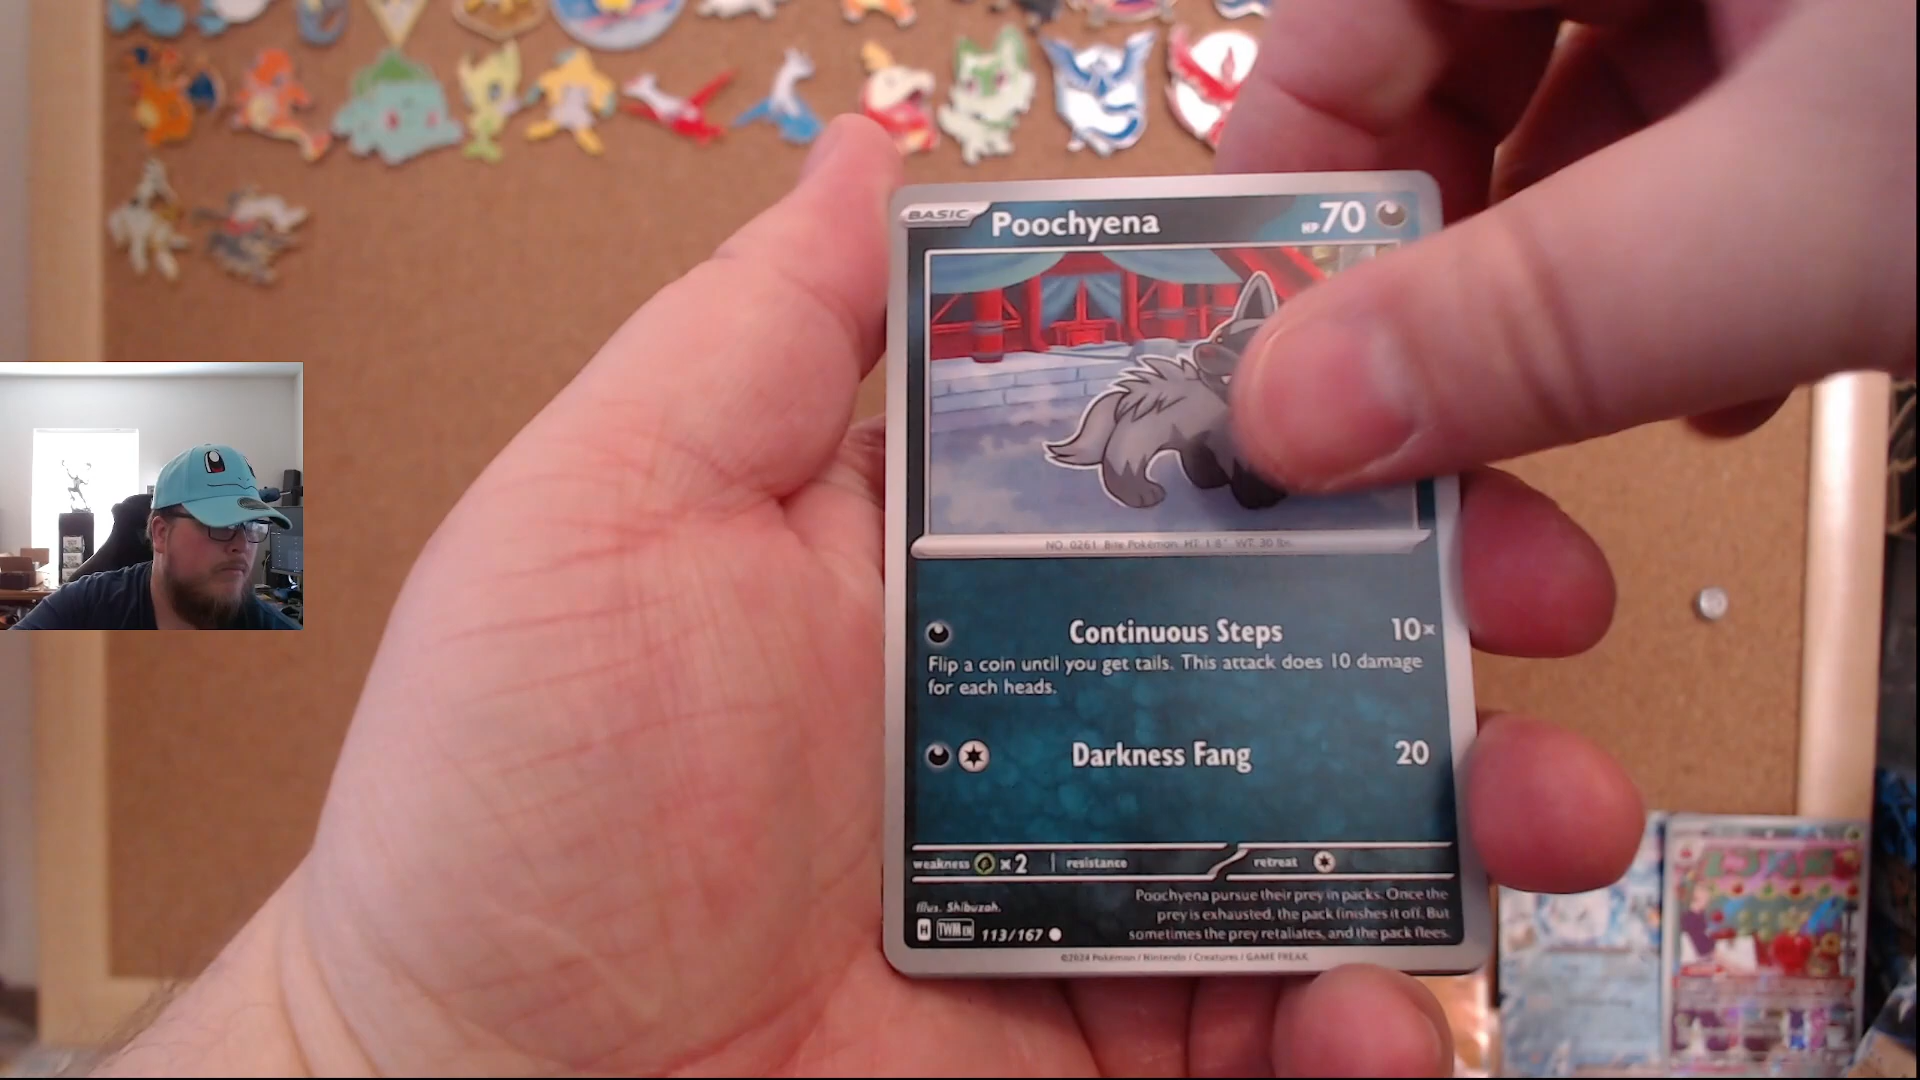 BASIC Poochyena HP 70
NO. 0261 Bite Pokémon HT: 1'8" WT: 30 lbs.
Continuous Steps 10×
Flip a coin until you get tails. This attack does 10 damage
for each heads.
Darkness Fang 20
weakness ×2 resistance retreat
Poochyena pursue their prey in packs. Once the
prey is exhausted, the pack finishes it off. But
sometimes the prey retaliates, and the pack flees.
Illus. Shibuzoh.
H TWM EN 113/167
©2024 Pokémon / Nintendo / Creatures / GAME FREAK